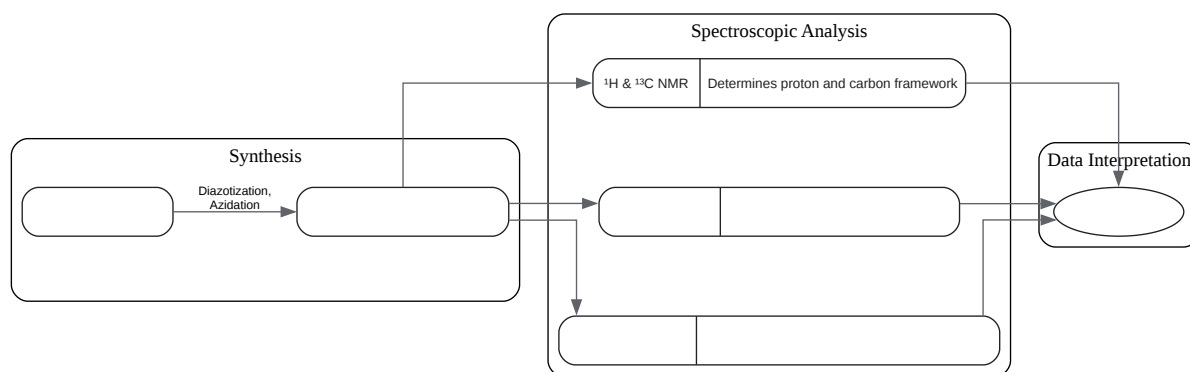 Spectroscopic Analysis
¹H & ¹³C NMR
Determines proton and carbon framework
Synthesis
Diazotization,
Azidation
Data Interpretation